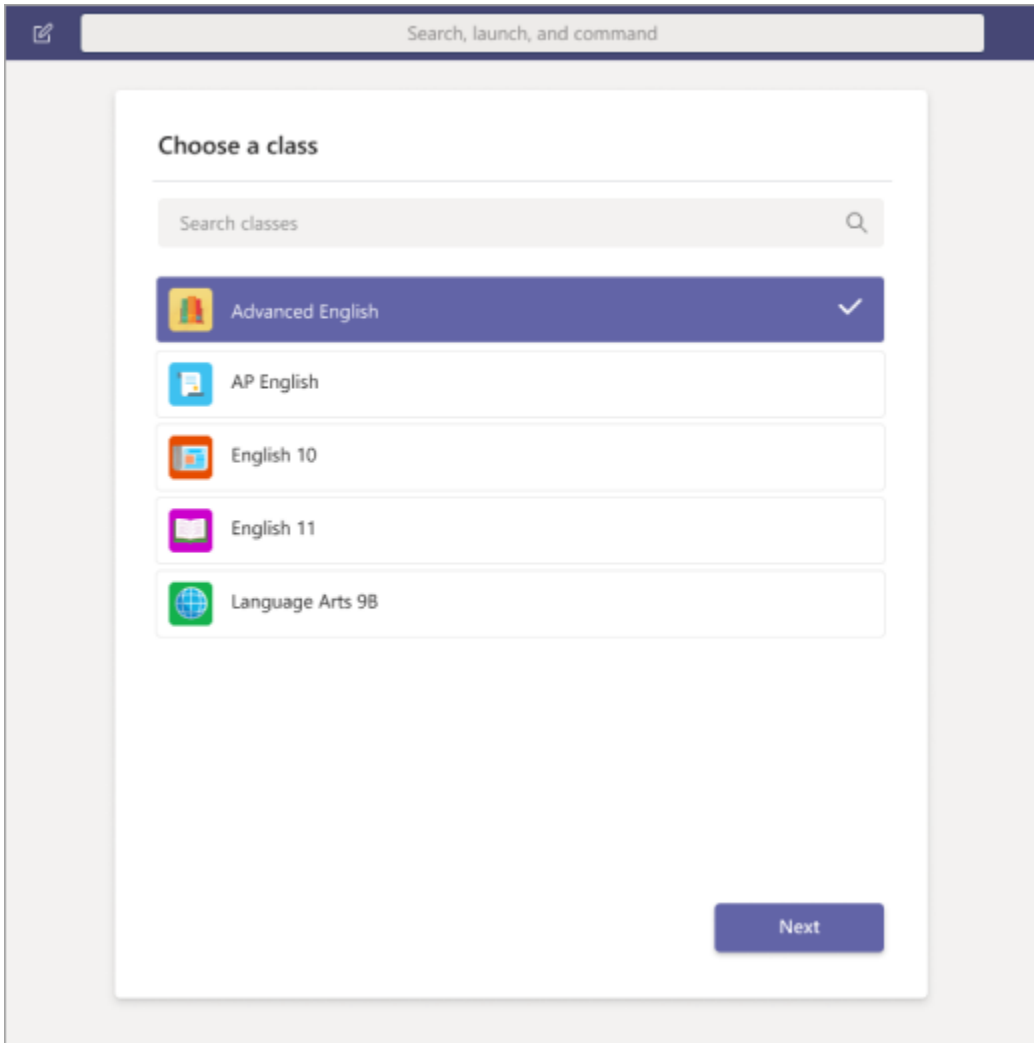 Search, launch, and command
Choose a class
Search classes
Advanced English
AP English
English 10
English 11
Language Arts 9B
Next